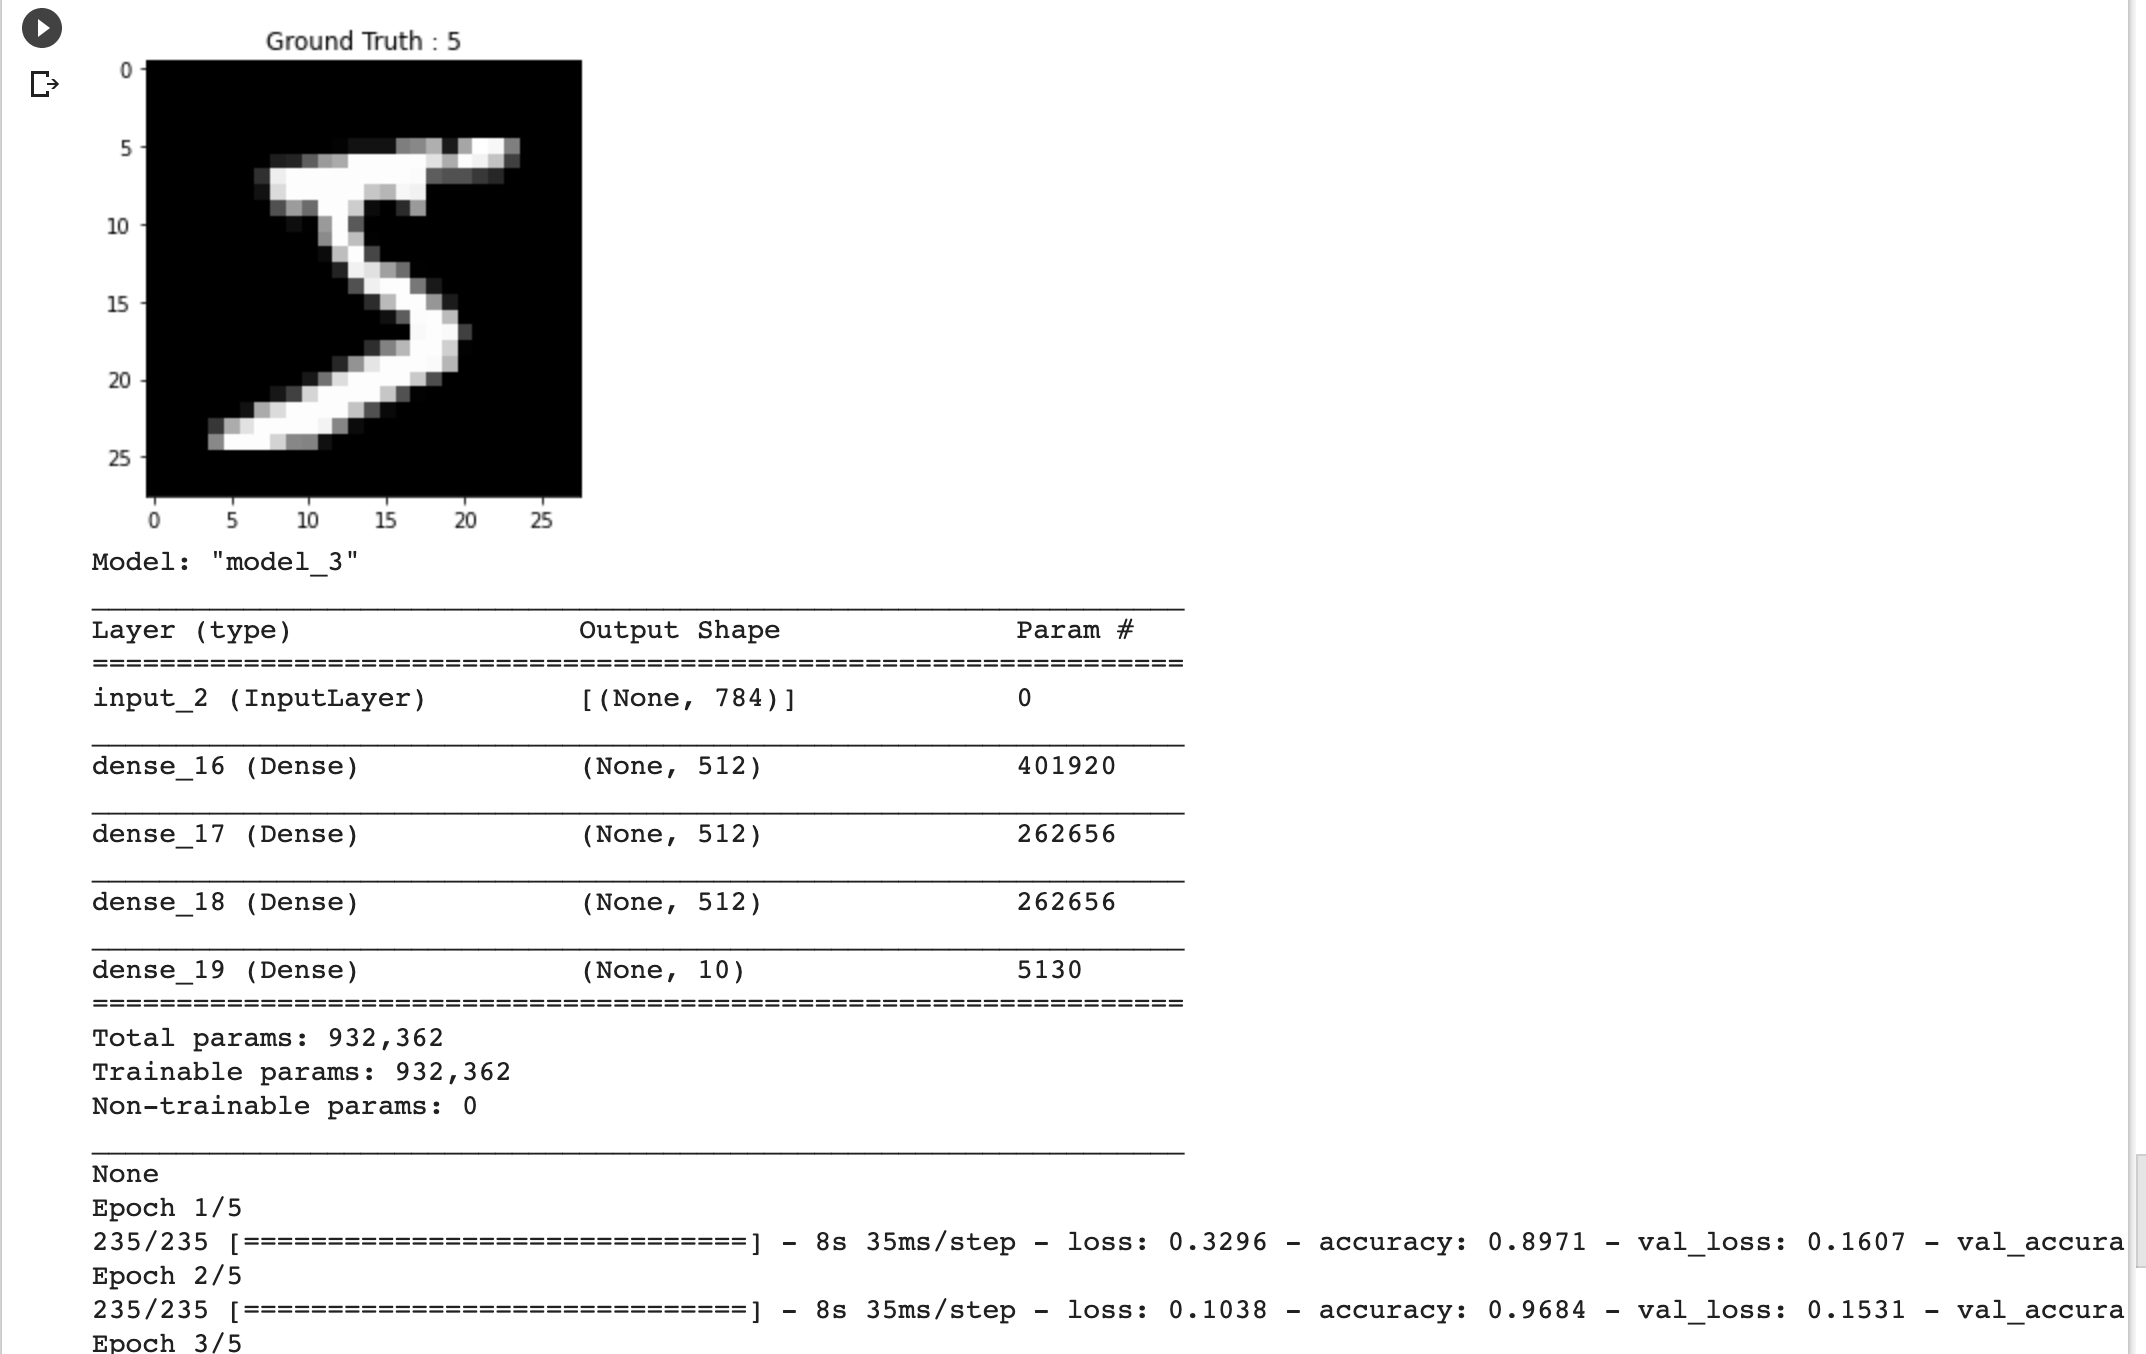 Ground Truth : 5
0
5
10
15
20
25
0 5 10 15 20 25
Model: "model_3"
_________________________________________________________________
Layer (type)                 Output Shape              Param #
=================================================================
input_2 (InputLayer)         [(None, 784)]             0
_________________________________________________________________
dense_16 (Dense)             (None, 512)               401920
_________________________________________________________________
dense_17 (Dense)             (None, 512)               262656
_________________________________________________________________
dense_18 (Dense)             (None, 512)               262656
_________________________________________________________________
dense_19 (Dense)             (None, 10)                5130
=================================================================
Total params: 932,362
Trainable params: 932,362
Non-trainable params: 0
_________________________________________________________________
None
Epoch 1/5
235/235 [==============================] - 8s 35ms/step - loss: 0.3296 - accuracy: 0.8971 - val_loss: 0.1607 - val_accura
Epoch 2/5
235/235 [==============================] - 8s 35ms/step - loss: 0.1038 - accuracy: 0.9684 - val_loss: 0.1531 - val_accura
Epoch 3/5